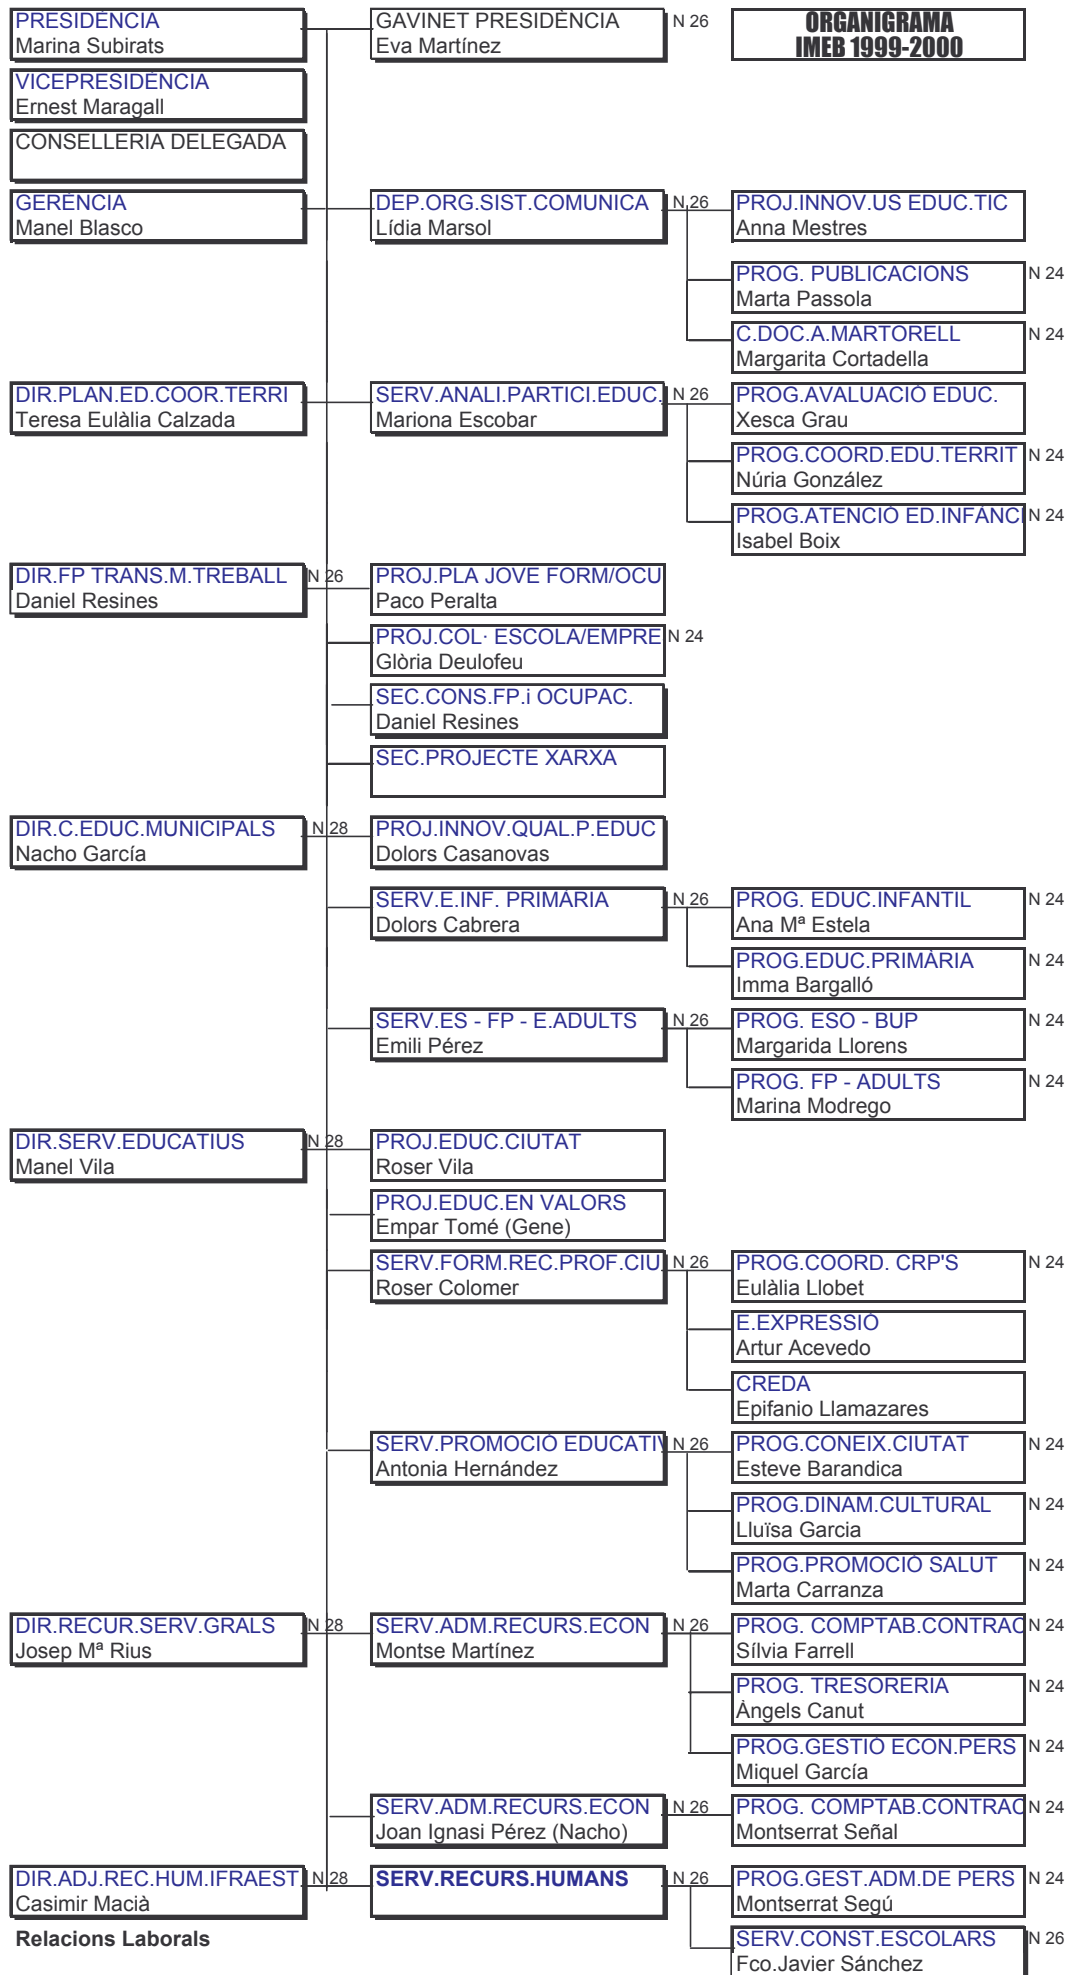 PRESIDÈNCIA
Marina Subirats
GAVINET PRESIDÈNCIA
Eva Martínez
N 26
ORGANIGRAMA
IMEB 1999-2000
VICEPRESIDÈNCIA
Ernest Maragall
CONSELLERIA DELEGADA
GERÈNCIA
Manel Blasco
DEP.ORG.SIST.COMUNICA
Lídia Marsol
N 26
PROJ.INNOV.US EDUC.TIC
Anna Mestres
PROG. PUBLICACIONS
Marta Passola
N 24
C.DOC.A.MARTORELL
Margarita Cortadella
N 24
DIR.PLAN.ED.COOR.TERRI
Teresa Eulàlia Calzada
SERV.ANALI.PARTICI.EDUC.
Mariona Escobar
N 26
PROG.AVALUACIÓ EDUC.
Xesca Grau
PROG.COORD.EDU.TERRIT
Núria González
N 24
PROG.ATENCIÓ ED.INFÀNCI
Isabel Boix
N 24
DIR.FP TRANS.M.TREBALL
Daniel Resines
N 26
PROJ.PLA JOVE FORM/OCU
Paco Peralta
PROJ.COL· ESCOLA/EMPRE
Glòria Deulofeu
N 24
SEC.CONS.FP.i OCUPAC.
Daniel Resines
SEC.PROJECTE XARXA
DIR.C.EDUC.MUNICIPALS
Nacho García
N 28
PROJ.INNOV.QUAL.P.EDUC
Dolors Casanovas
SERV.E.INF. PRIMÀRIA
Dolors Cabrera
N 26
PROG. EDUC.INFANTIL
Ana Mª Estela
N 24
PROG.EDUC.PRIMÀRIA
Imma Bargalló
N 24
SERV.ES - FP - E.ADULTS
Emili Pérez
N 26
PROG. ESO - BUP
Margarida Llorens
N 24
PROG. FP - ADULTS
Marina Modrego
N 24
DIR.SERV.EDUCATIUS
Manel Vila
N 28
PROJ.EDUC.CIUTAT
Roser Vila
PROJ.EDUC.EN VALORS
Empar Tomé (Gene)
SERV.FORM.REC.PROF.CIU
Roser Colomer
N 26
PROG.COORD. CRP'S
Eulàlia Llobet
N 24
E.EXPRESSIÓ
Artur Acevedo
CREDA
Epifanio Llamazares
SERV.PROMOCIÓ EDUCATIV
Antonia Hernández
N 26
PROG.CONEIX.CIUTAT
Esteve Barandica
N 24
PROG.DINAM.CULTURAL
Lluïsa Garcia
N 24
PROG.PROMOCIÓ SALUT
Marta Carranza
N 24
DIR.RECUR.SERV.GRALS
Josep Mª Rius
N 28
SERV.ADM.RECURS.ECON
Montse Martínez
N 26
PROG. COMPTAB.CONTRAC
Sílvia Farrell
N 24
PROG. TRESORERIA
Àngels Canut
N 24
PROG.GESTIÓ ECON.PERS
Miquel García
N 24
SERV.ADM.RECURS.ECON
Joan Ignasi Pérez (Nacho)
N 26
PROG. COMPTAB.CONTRAC
Montserrat Señal
N 24
DIR.ADJ.REC.HUM.IFRAEST
Casimir Macià
N 28
SERV.RECURS.HUMANS
N 26
PROG.GEST.ADM.DE PERS
Montserrat Segú
N 24
Relacions Laborals
SERV.CONST.ESCOLARS
Fco.Javier Sánchez
N 26